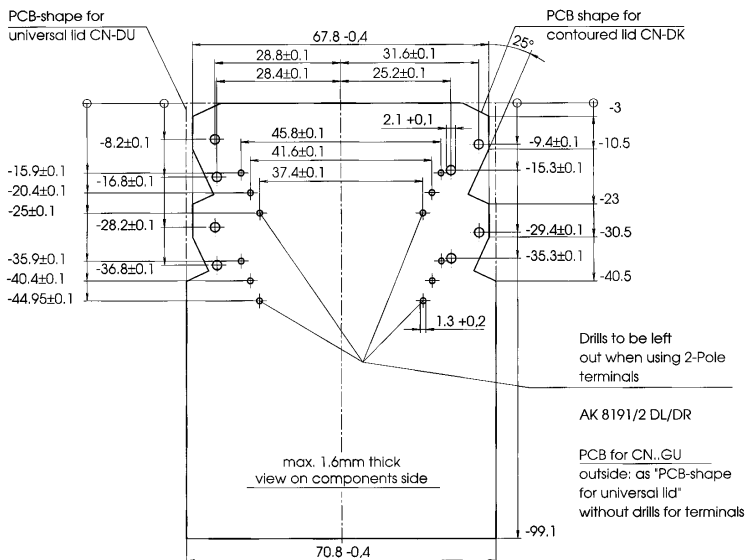 PCB-shape for
universal lid CN-DU
PCB shape for
contoured lid CN-DK
67.8 -0,4
25°
28.8±0.1
31.6±0.1
28.4±0.1
25.2±0.1
-3
2.1 +0,1
-8.2±0.1
45.8±0.1
-9.4±0.1
-10.5
41.6±0.1
-15.9±0.1
-16.8±0.1
37.4±0.1
-15.3±0.1
-20.4±0.1
-23
-25±0.1
-28.2±0.1
-29.4±0.1
-30.5
-35.9±0.1
-36.8±0.1
-35.3±0.1
-40.4±0.1
-40.5
-44.95±0.1
1.3 +0,2
Drills to be left
out when using 2-Pole
terminals
AK 8191/2 DL/DR
PCB for CN..GU
outside: as "PCB-shape
for universal lid"
without drills for terminals
max. 1.6mm thick
view on components side
-99.1
70.8 -0,4